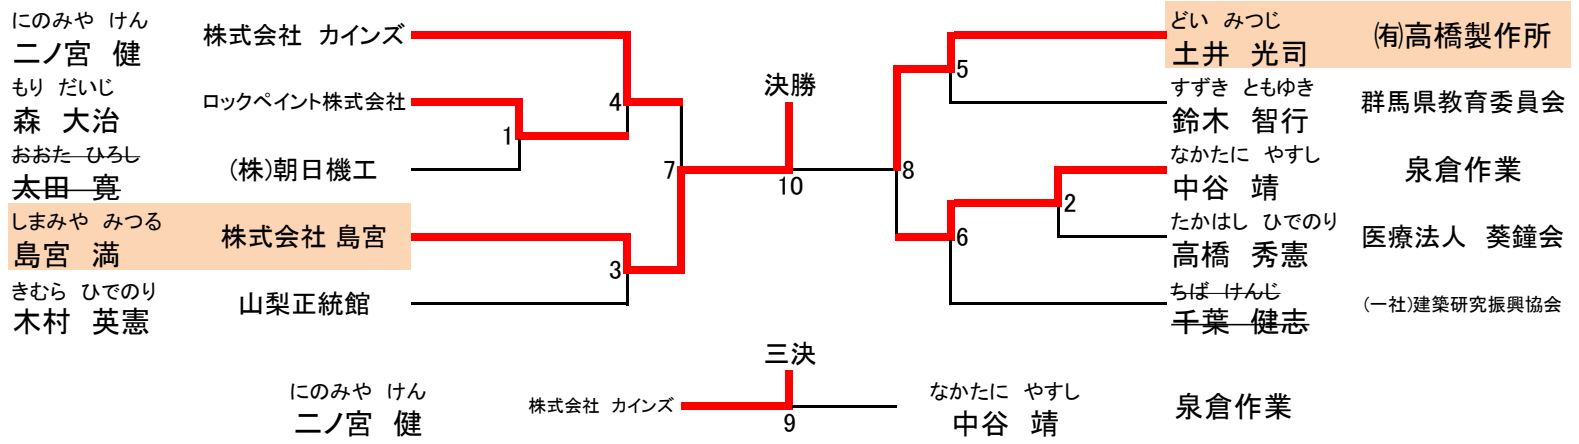 にのみや けん
二ノ宮 健 株式会社 カインズ
もり だいじ
森 大治 ロックペイント株式会社
おおた ひろし
太田 寛 (株)朝日機工
しまみや みつる
島宮 満 株式会社 島宮
きむら ひでのり
木村 英憲 山梨正統館
4
1
7
3
決勝
10
どい みつじ
土井 光司 ㈲高橋製作所
すずき ともゆき
鈴木 智行 群馬県教育委員会
なかたに やすし
中谷 靖 泉倉作業
たかはし ひでのり
高橋 秀憲 医療法人 葵鐘会
ちば けんじ
千葉 健志 (一社)建築研究振興協会
5
8
2
6
三決
にのみや けん
二ノ宮 健 株式会社 カインズ
9
なかたに やすし
中谷 靖 泉倉作業